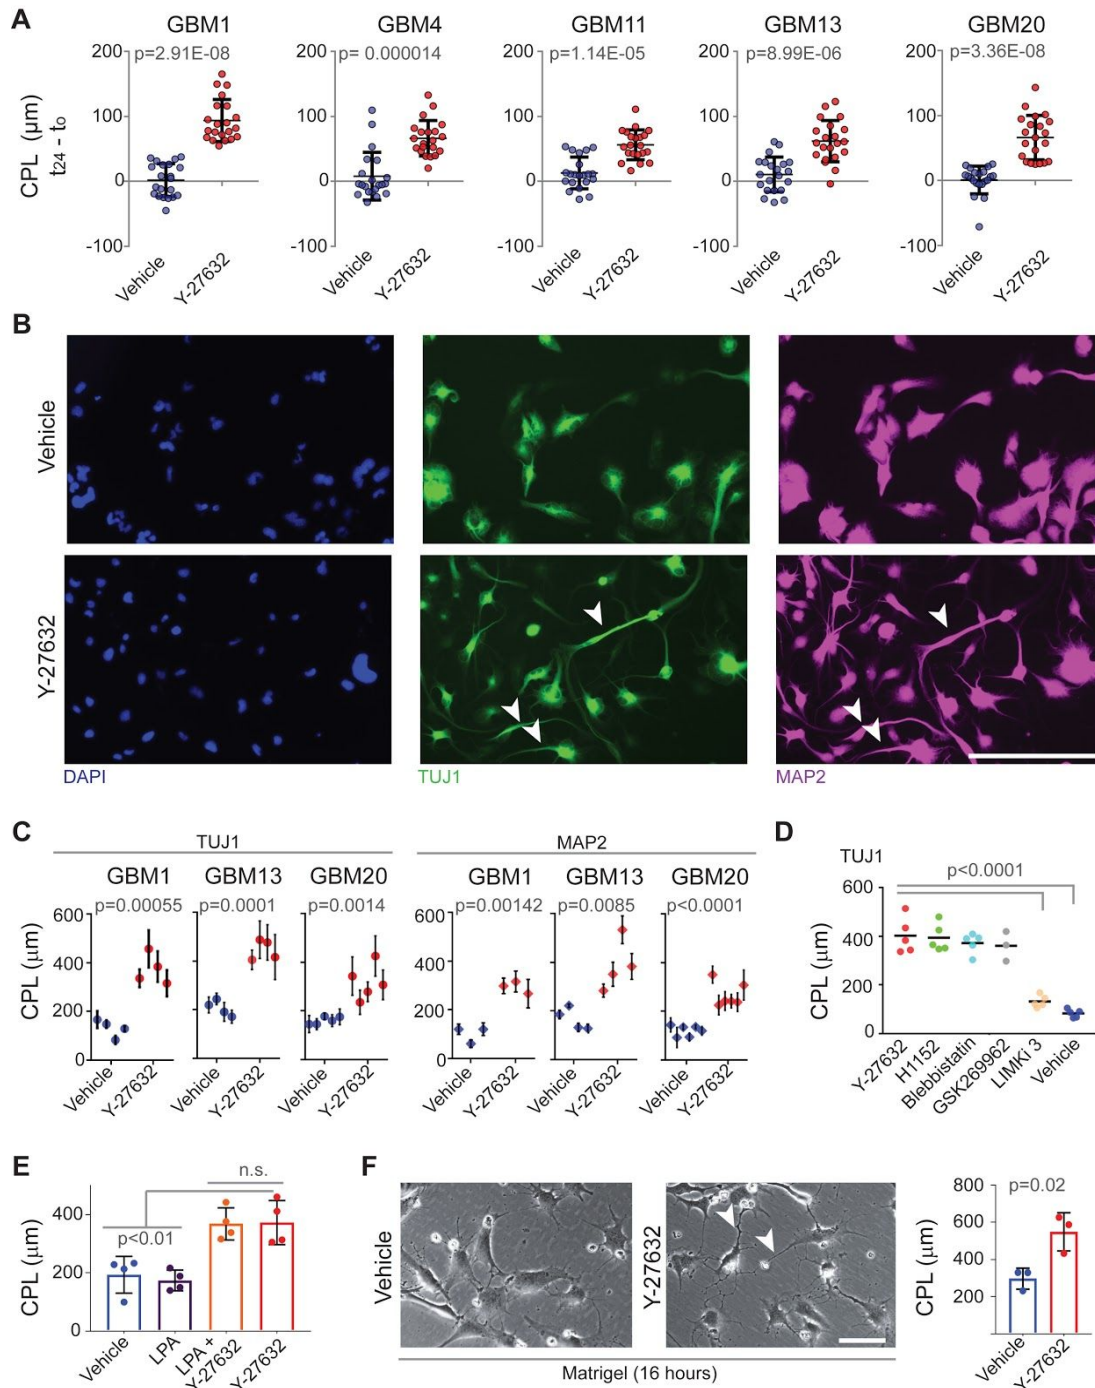 A
GBM1 GBM4 GBM11 GBM13 GBM20
200 200 200 200 200
p=2.91E-08 p= 0.000014 p=1.14E-05 p=8.99E-06 p=3.36E-08
CPL (µm)
t24 - to
100 100 100 100 100
0 0 0 0 0
-100 -100 -100 -100 -100
Vehicle Y-27632 Vehicle Y-27632 Vehicle Y-27632 Vehicle Y-27632 Vehicle Y-27632
B
Vehicle
Y-27632
DAPI TUJ1 MAP2
C
TUJ1 MAP2
GBM1 GBM13 GBM20 GBM1 GBM13 GBM20
p=0.00055 p=0.0001 p=0.0014 p=0.00142 p=0.0085 p<0.0001
CPL (µm)
600 600
400 400
200 200
0 0
Vehicle Y-27632 Vehicle Y-27632 Vehicle Y-27632 Vehicle Y-27632 Vehicle Y-27632 Vehicle Y-27632
D
TUJ1
p<0.0001
CPL (µm)
600
400
200
0
Y-27632 H1152 Blebbistatin GSK269962 LIMKi 3 Vehicle
E
n.s.
p<0.01
CPL (µm)
400
200
0
Vehicle LPA LPA + Y-27632 Y-27632
F
Vehicle
Y-27632
Matrigel (16 hours)
p=0.02
CPL (µm)
800
600
400
200
Vehicle Y-27632